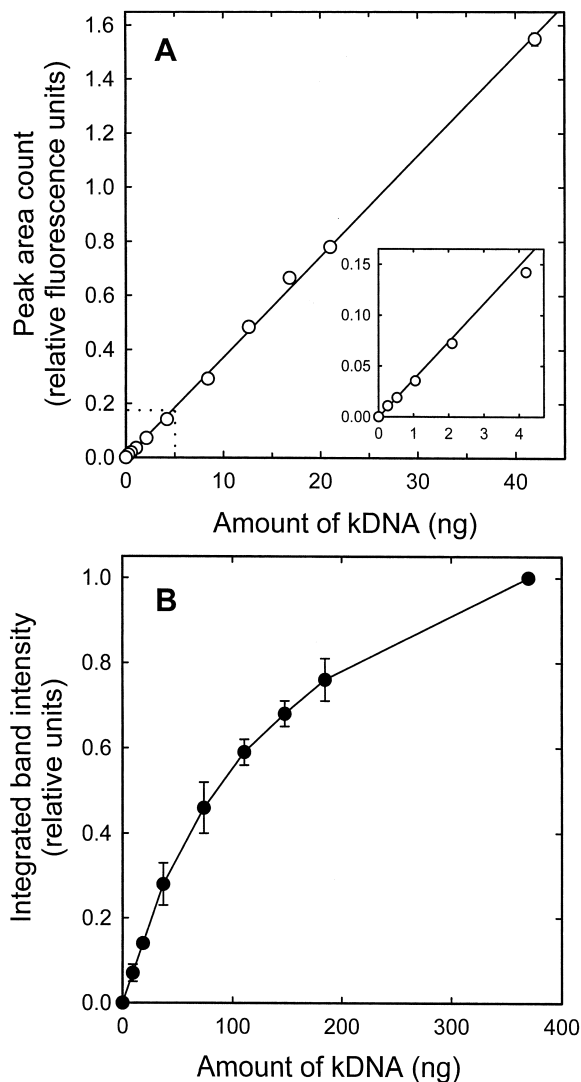 A
Peak area count
(relative fluorescence units)
1.6
1.4
1.2
1.0
0.8
0.6
0.4
0.2
0.0
0.15
0.10
0.05
0.00
0 1 2 3 4
0 10 20 30 40
Amount of kDNA (ng)
B
Integrated band intensity
(relative units)
1.0
0.8
0.6
0.4
0.2
0.0
0 100 200 300 400
Amount of kDNA (ng)